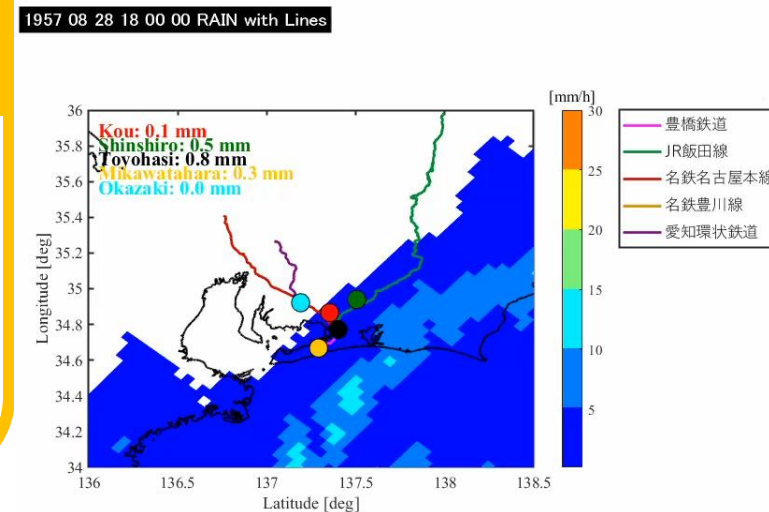 1957 08 28 18 00 00 RAIN with Lines
[mm/h]
36
35.8
35.6
35.4
35.2
35
34.8
34.6
34.4
34.2
34
Longitude [deg]
Kou: 0.1 mm
Shinshiro: 0.5 mm
Toyohasi: 0.8 mm
Mikawatahara: 0.3 mm
Okazaki: 0.0 mm
136
136.5
137
137.5
138
138.5
Latitude [deg]
30
25
20
15
10
5
豊橋鉄道
JR飯田線
名鉄名古屋本線
名鉄豊川線
愛知環状鉄道